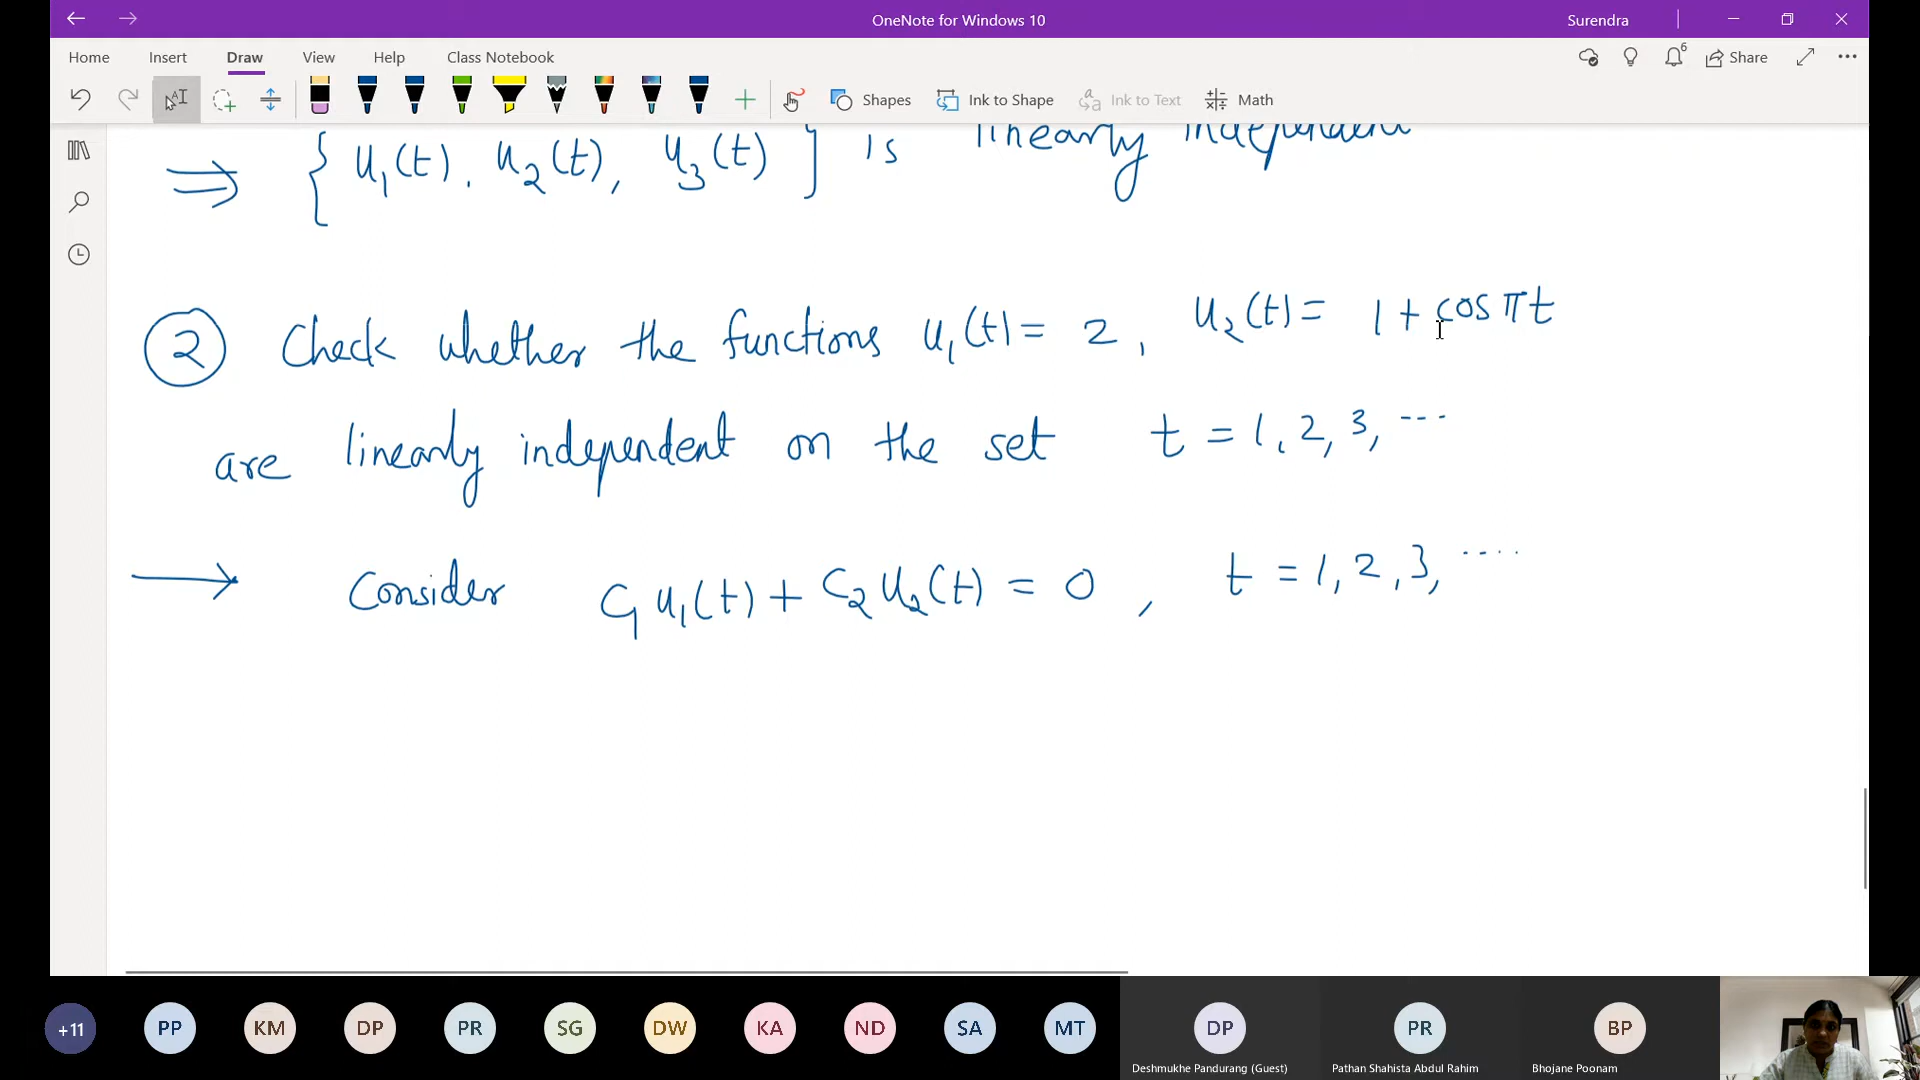 OneNote for Windows 10
Surendra
Home Insert Draw View Help Class Notebook
6
Share
Shapes Ink to Shape Ink to Text Math
⟹ { u₁(t), u₂(t), u₃(t) } is linearly independent
② Check whether the functions u₁(t) = 2, u₂(t) = 1 + cos πt
are linearly independent on the set t = 1, 2, 3, ---
→ Consider C₁u₁(t) + C₂u₂(t) = 0 , t = 1, 2, 3, ....
+11 PP KM DP PR SG DW KA ND SA MT DP PR BP
Deshmukhe Pandurang (Guest) Pathan Shahista Abdul Rahim Bhojane Poonam